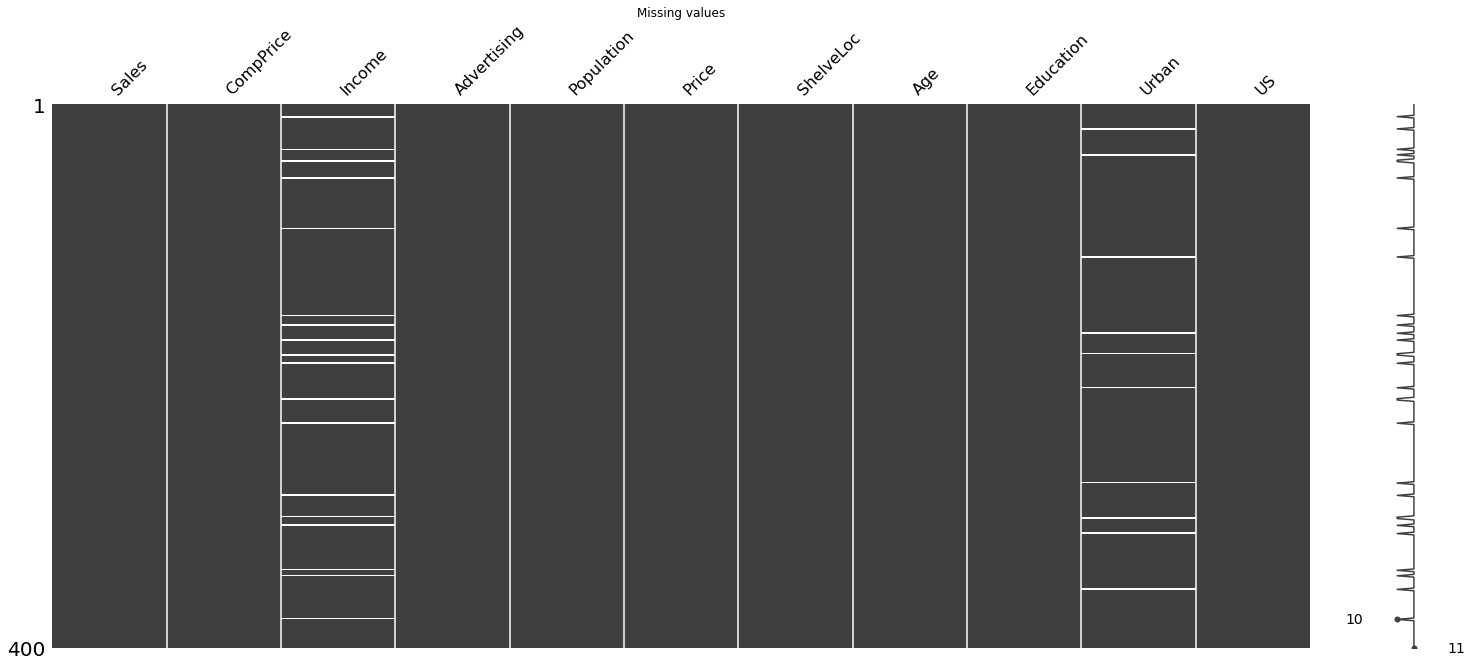 Missing values
Sales
CompPrice
Income
Advertising
Population
Price
ShelveLoc
Age
Education
Urban
US
1
10
400
11